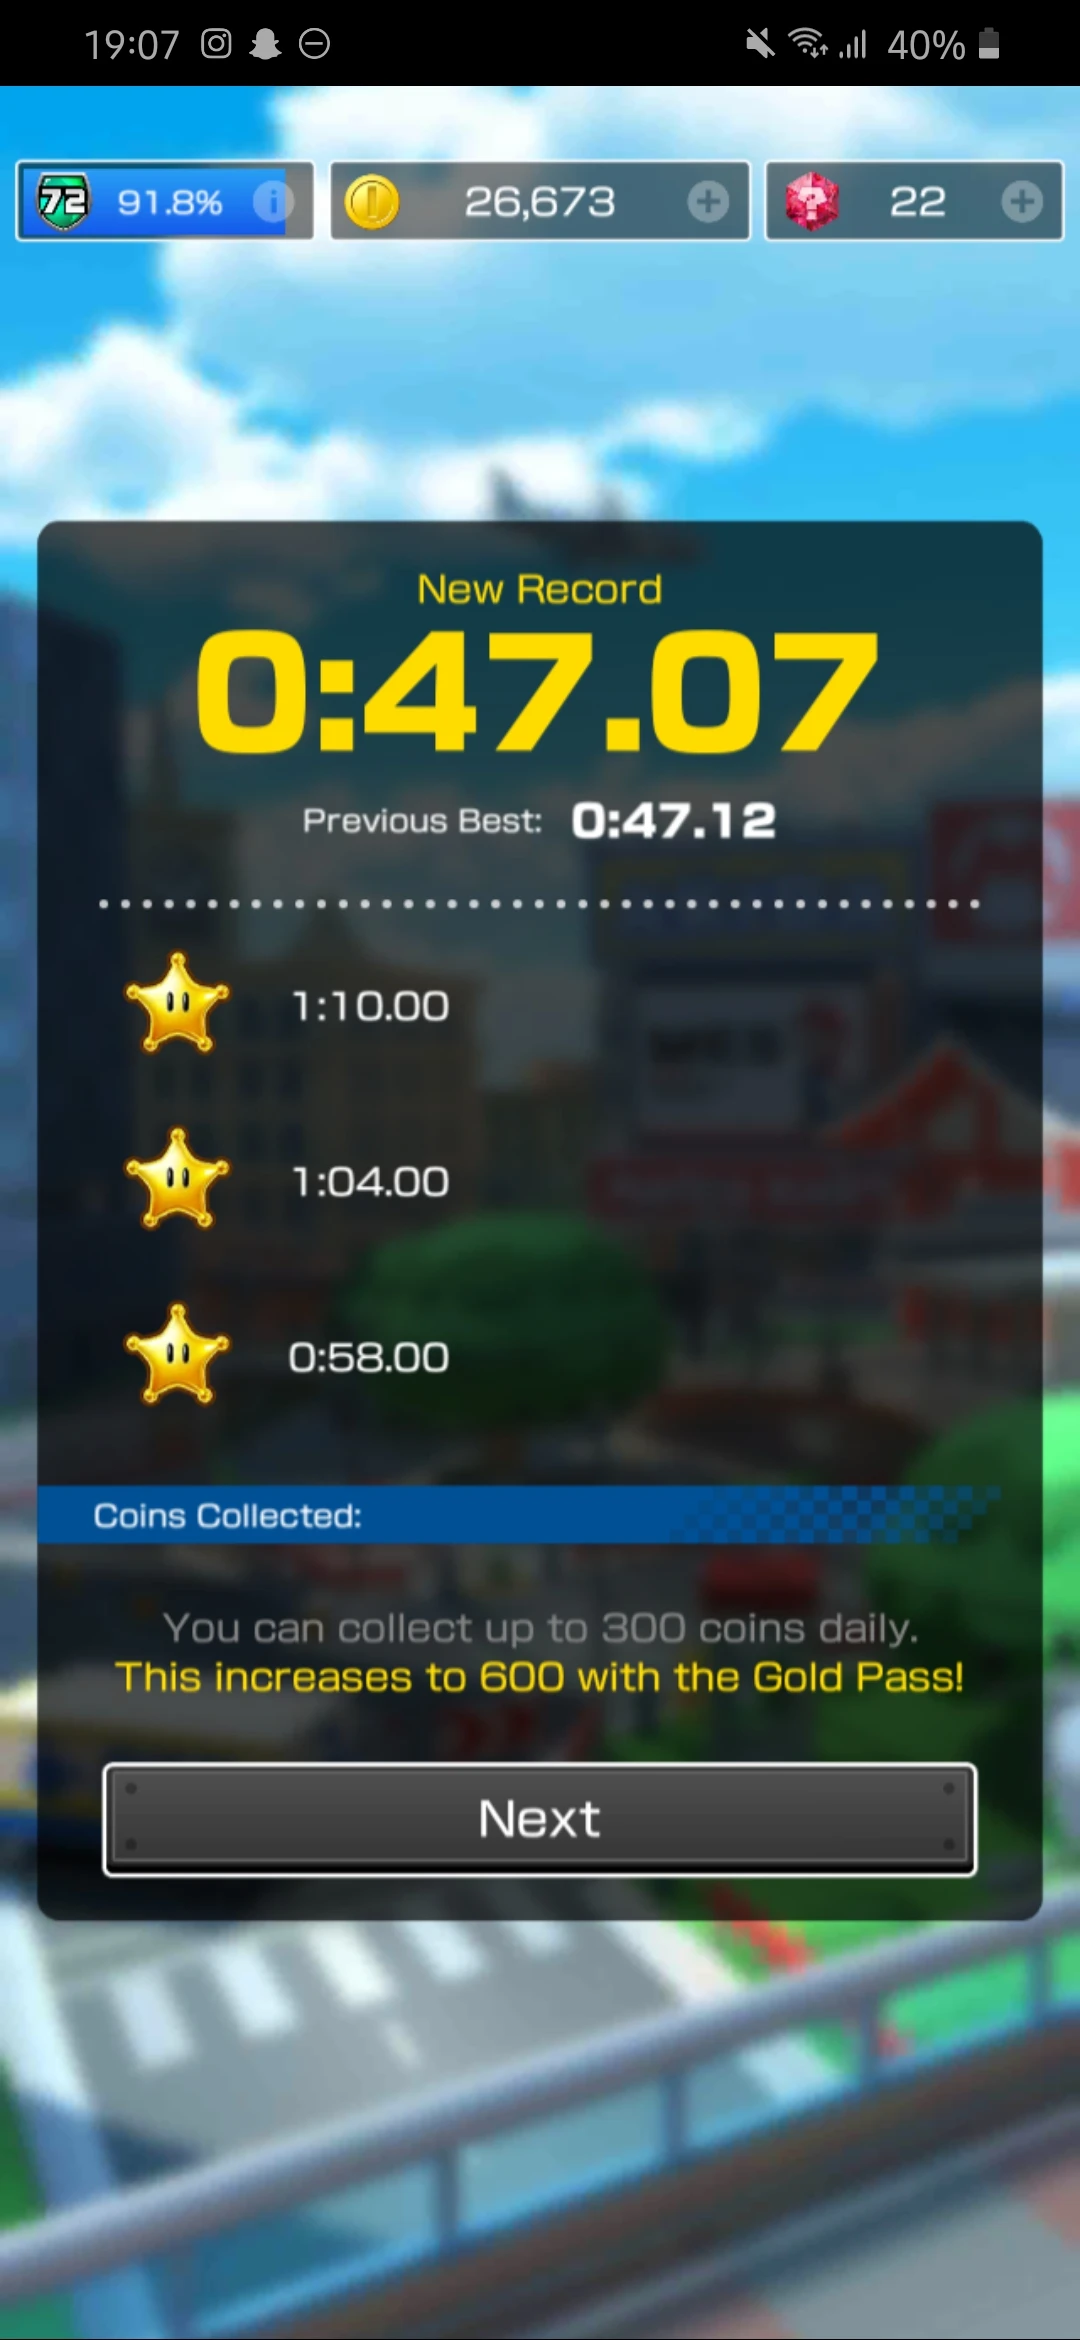 19:07 40%
72 91.8% i 26,673 + 22 +
New Record
0:47.07
Previous Best: 0:47.12
1:10.00
1:04.00
0:58.00
Coins Collected:
You can collect up to 300 coins daily.
This increases to 600 with the Gold Pass!
Next